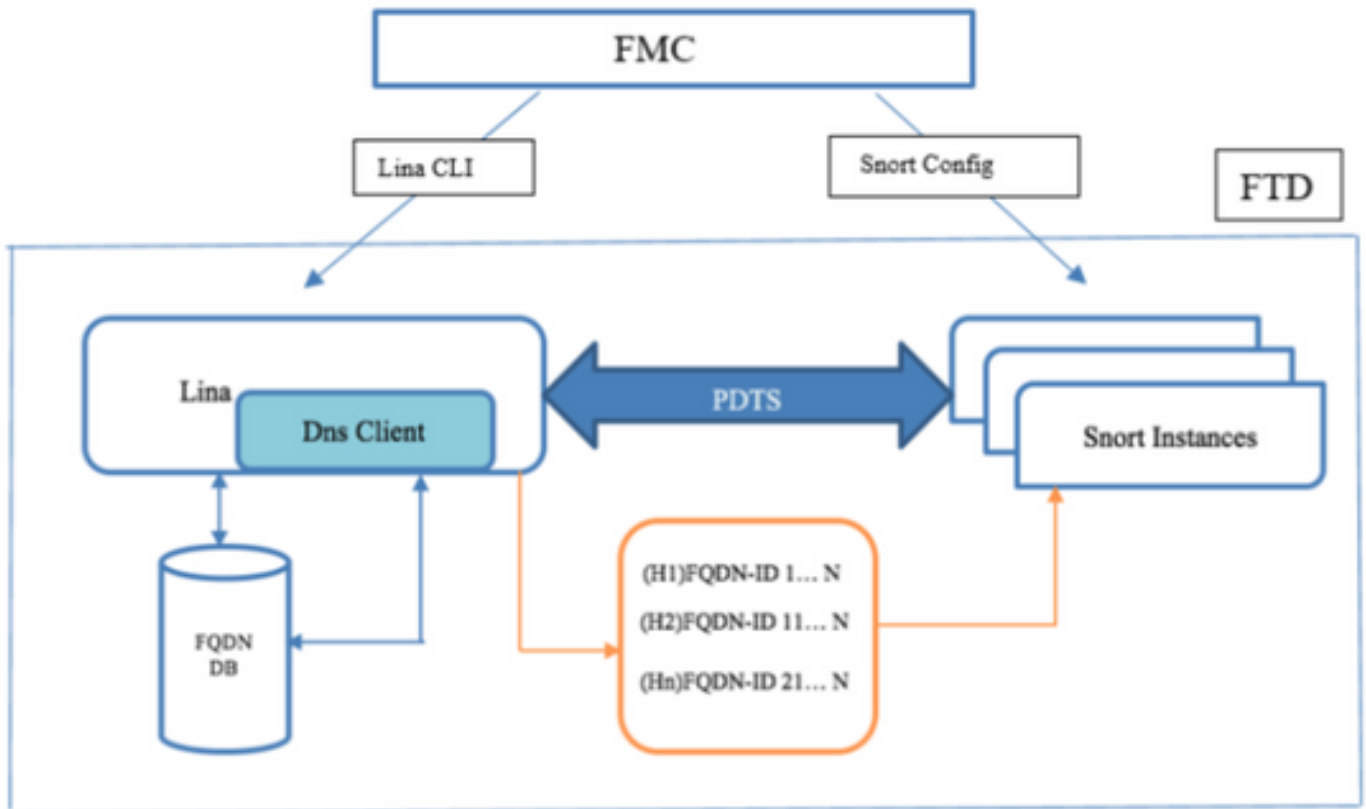 FMC
Lina CLI
Snort Config
FTD
Lina
Dns Client
PDTS
Snort Instances
FQDN
DB
(H1)FQDN-ID 1... N
(H2)FQDN-ID 11... N
(Hn)FQDN-ID 21... N